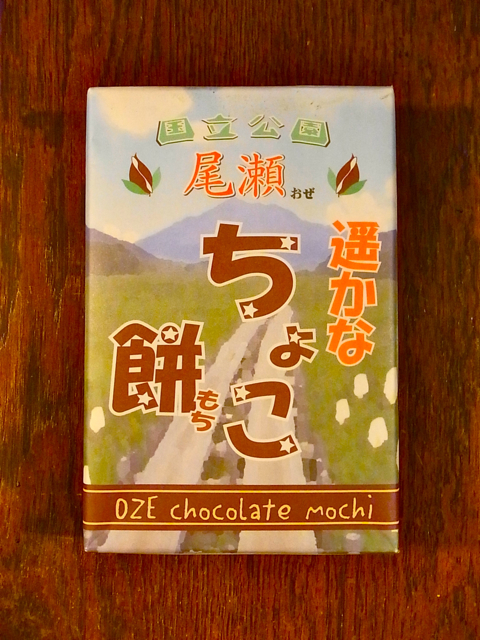 国立公園
尾瀬 おぜ
遥かな
ちょこ
餅 もち
OZE chocolate mochi